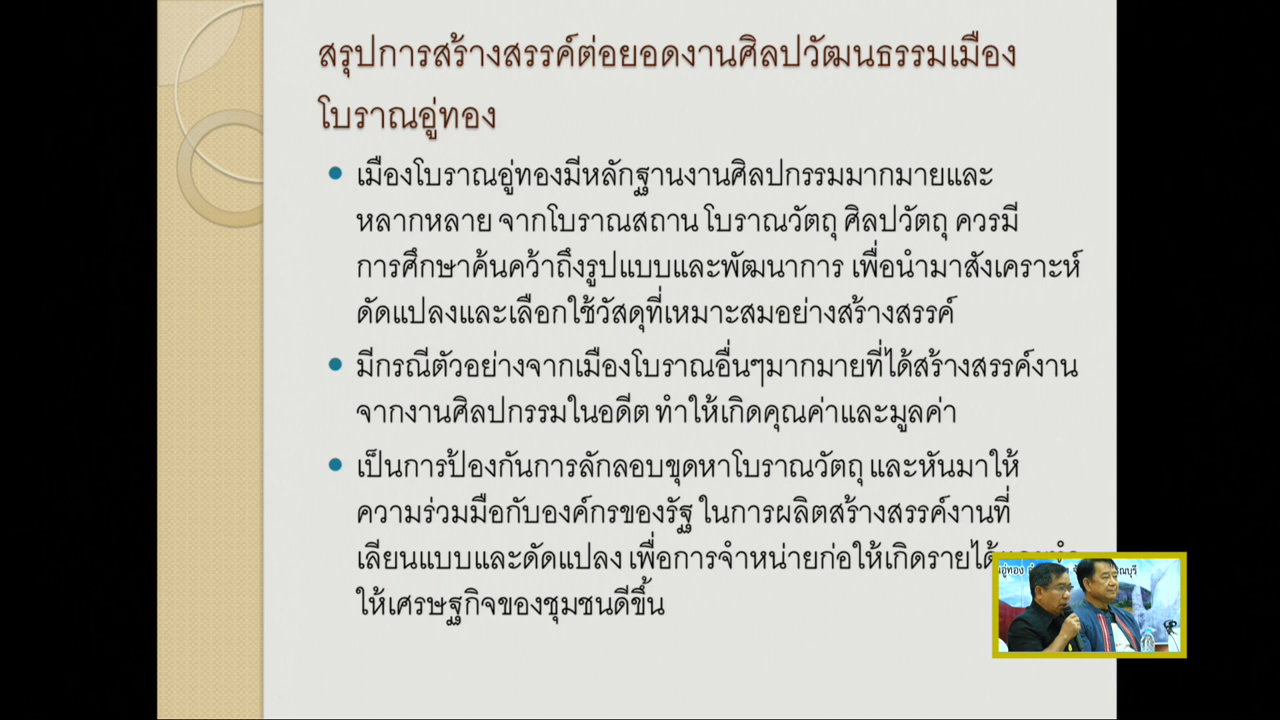 สรุปการสร้างสรรค์ต่อยอดงานศิลปวัฒนธรรมเมือง
โบราณอู่ทอง
เมืองโบราณอู่ทองมีหลักฐานงานศิลปกรรมมากมายและ
หลากหลาย จากโบราณสถาน โบราณวัตถุ ศิลปวัตถุ ควรมี
การศึกษาค้นคว้าถึงรูปแบบและพัฒนาการ เพื่อนำมาสังเคราะห์
ดัดแปลงและเลือกใช้วัสดุที่เหมาะสมอย่างสร้างสรรค์
มีกรณีตัวอย่างจากเมืองโบราณอื่นๆมากมายที่ได้สร้างสรรค์งาน
จากงานศิลปกรรมในอดีต ทำให้เกิดคุณค่าและมูลค่า
เป็นการป้องกันการลักลอบขุดหาโบราณวัตถุ และหันมาให้
ความร่วมมือกับองค์กรของรัฐ ในการผลิตสร้างสรรค์งานที่
เลียนแบบและดัดแปลง เพื่อการจำหน่ายก่อให้เกิดรายได้
ให้เศรษฐกิจของชุมชนดีขึ้น